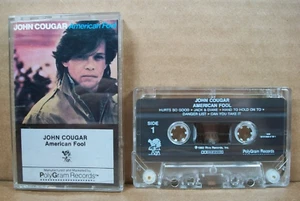 JOHN COUGAR American Fool
JOHN COUGAR
American Fool
PolyGram Records
JOHN COUGAR
AMERICAN FOOL
HURTS SO GOOD • JACK & DIANE • HAND TO HOLD ON TO •
DANGER LIST • CAN YOU TAKE IT
SIDE
1
PolyGram Records